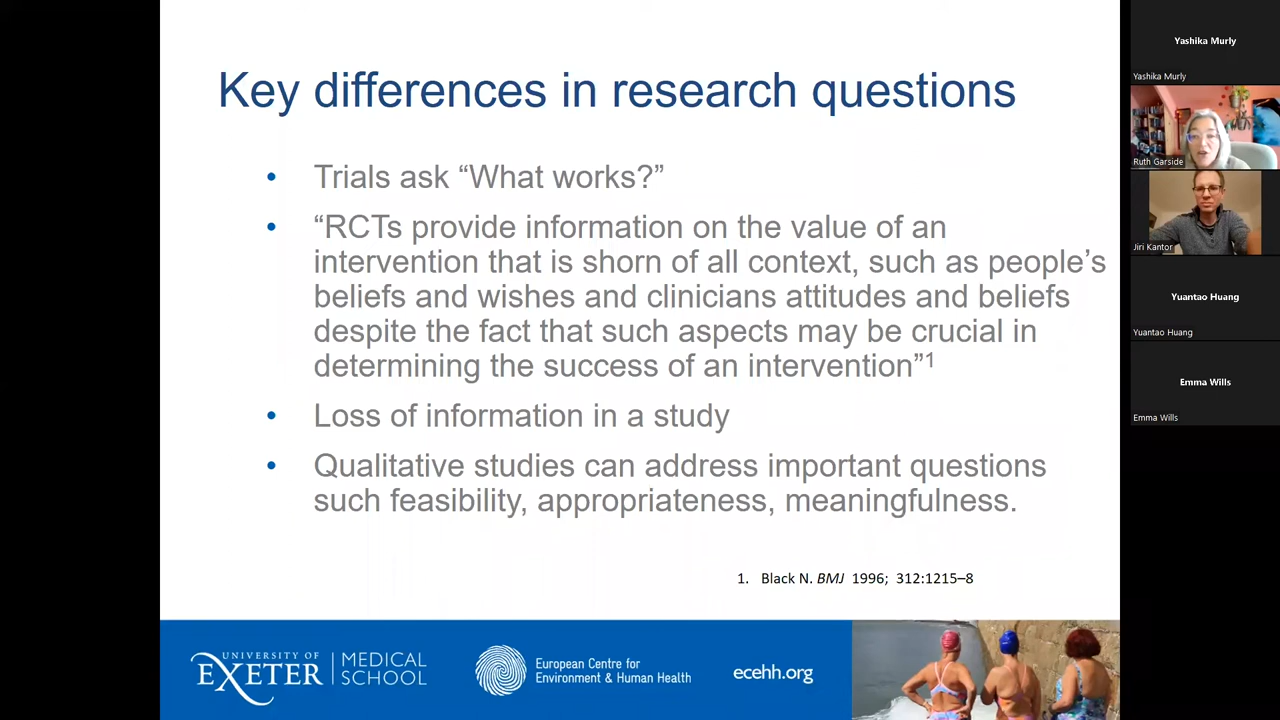 Key differences in research questions
• Trials ask “What works?”
• “RCTs provide information on the value of an
intervention that is shorn of all context, such as people’s
beliefs and wishes and clinicians attitudes and beliefs
despite the fact that such aspects may be crucial in
determining the success of an intervention”1
• Loss of information in a study
• Qualitative studies can address important questions
such feasibility, appropriateness, meaningfulness.
1. Black N. BMJ 1996; 312:1215–8
UNIVERSITY OF
EXETER
MEDICAL
SCHOOL
European Centre for
Environment & Human Health
ecehh.org
Yashika Murly
Yashika Murly
Ruth Garside
Jiri Kantor
Yuantao Huang
Yuantao Huang
Emma Wills
Emma Wills